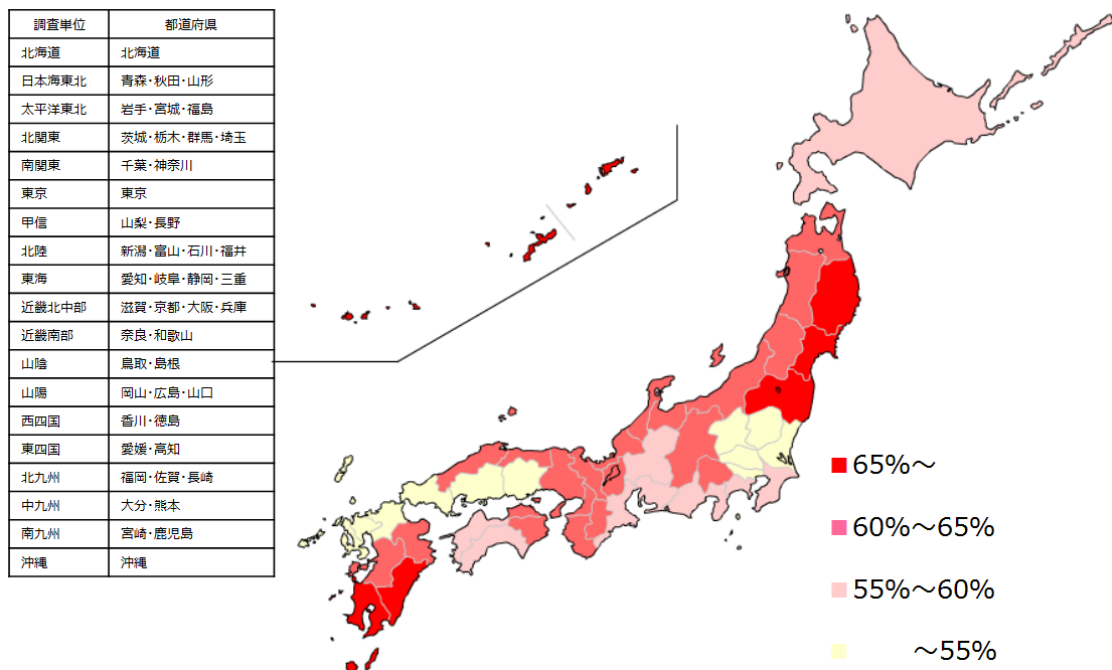 調査単位 都道府県
北海道 北海道
日本海東北 青森・秋田・山形
太平洋東北 岩手・宮城・福島
北関東 茨城・栃木・群馬・埼玉
南関東 千葉・神奈川
東京 東京
甲信 山梨・長野
北陸 新潟・富山・石川・福井
東海 愛知・岐阜・静岡・三重
近畿北中部 滋賀・京都・大阪・兵庫
近畿南部 奈良・和歌山
山陰 鳥取・島根
山陽 岡山・広島・山口
西四国 香川・徳島
東四国 愛媛・高知
北九州 福岡・佐賀・長崎
中九州 大分・熊本
南九州 宮崎・鹿児島
沖縄 沖縄
65%～
60%～65%
55%～60%
～55%